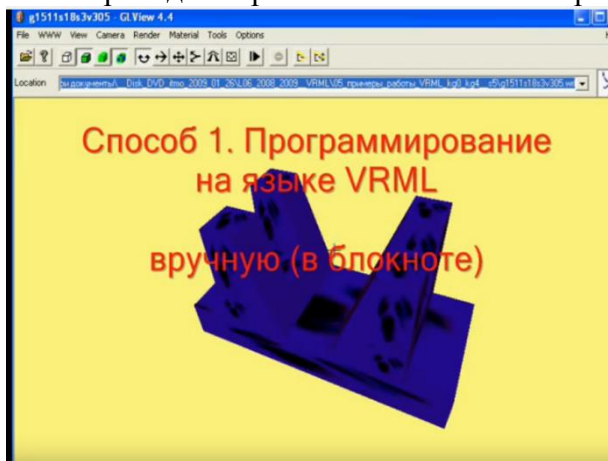 g1511s18s3v305 - GLView 4.4
File WWW View Camera Render Material Tools Options
Location
Способ 1. Программирование
на языке VRML
вручную (в блокноте)